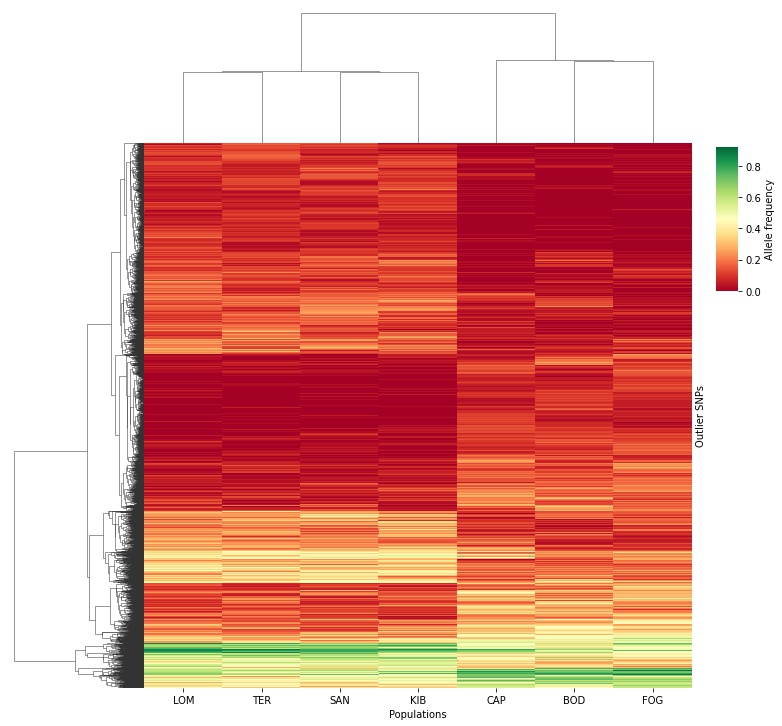 0.8
0.6
0.4
0.2
0.0
Allele frequency
Outlier SNPs
LOM TER SAN KIB CAP BOD FOG
Populations